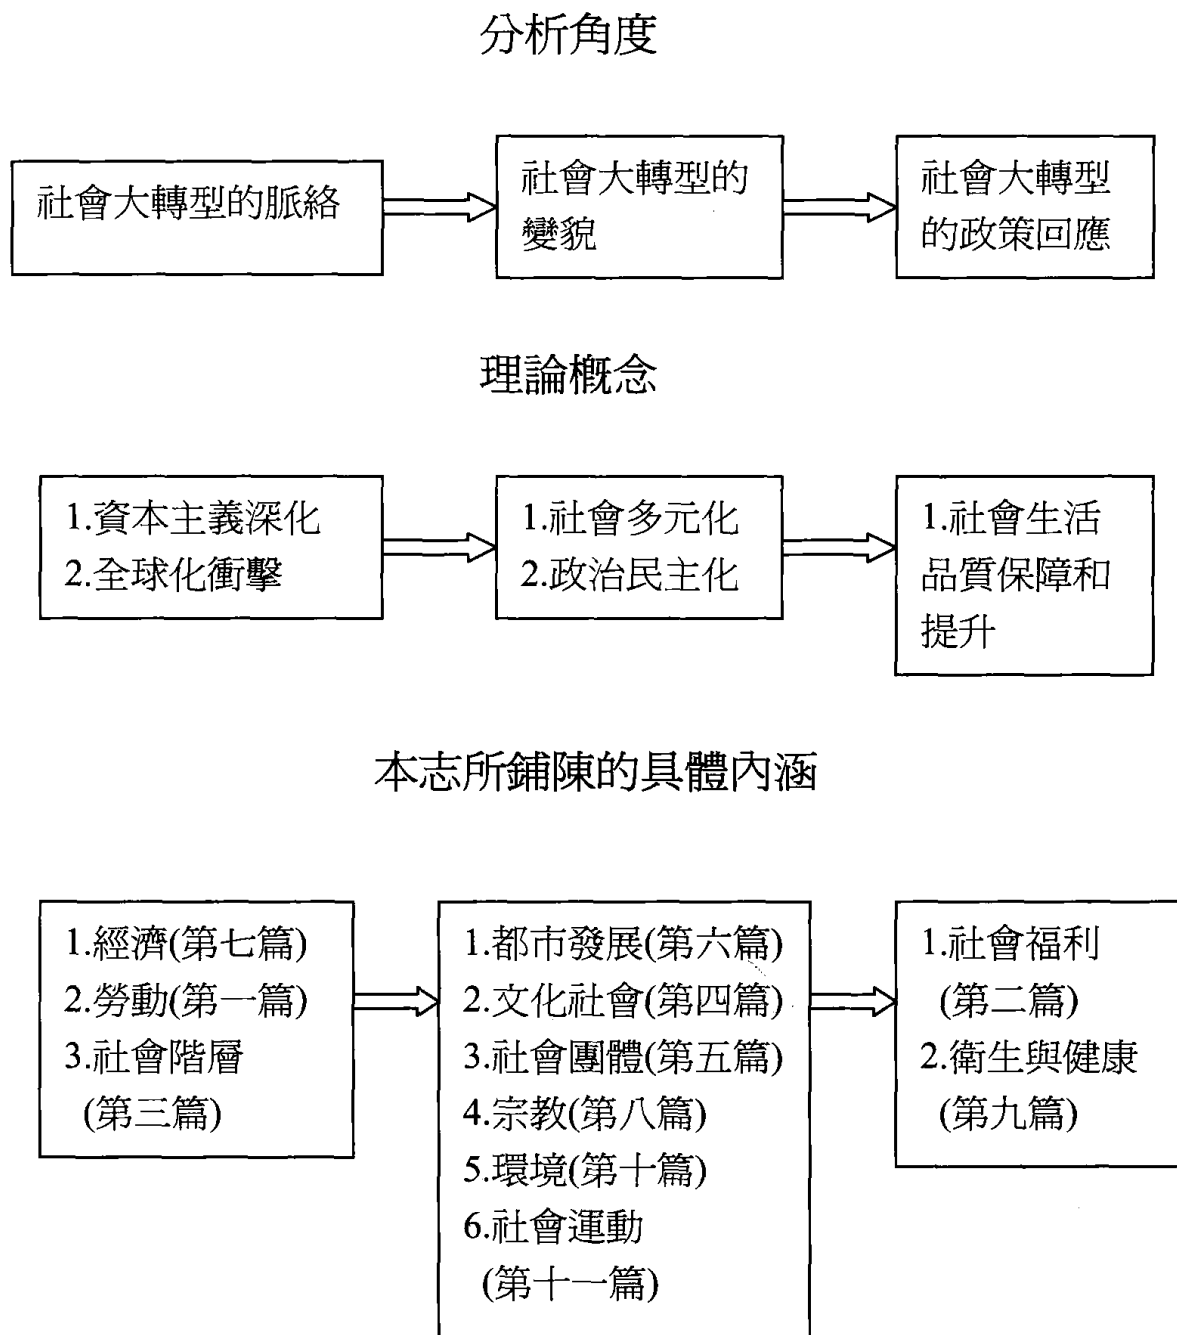 分析角度
社會大轉型的脈絡
社會大轉型的
變貌
社會大轉型
的政策回應
理論概念
1.資本主義深化
2.全球化衝擊
1.社會多元化
2.政治民主化
1.社會生活
品質保障和
提升
本志所鋪陳的具體內涵
1.經濟(第七篇)
2.勞動(第一篇)
3.社會階層
(第三篇)
1.都市發展(第六篇)
2.文化社會(第四篇)
3.社會團體(第五篇)
4.宗教(第八篇)
5.環境(第十篇)
6.社會運動
(第十一篇)
1.社會福利
(第二篇)
2.衛生與健康
(第九篇)